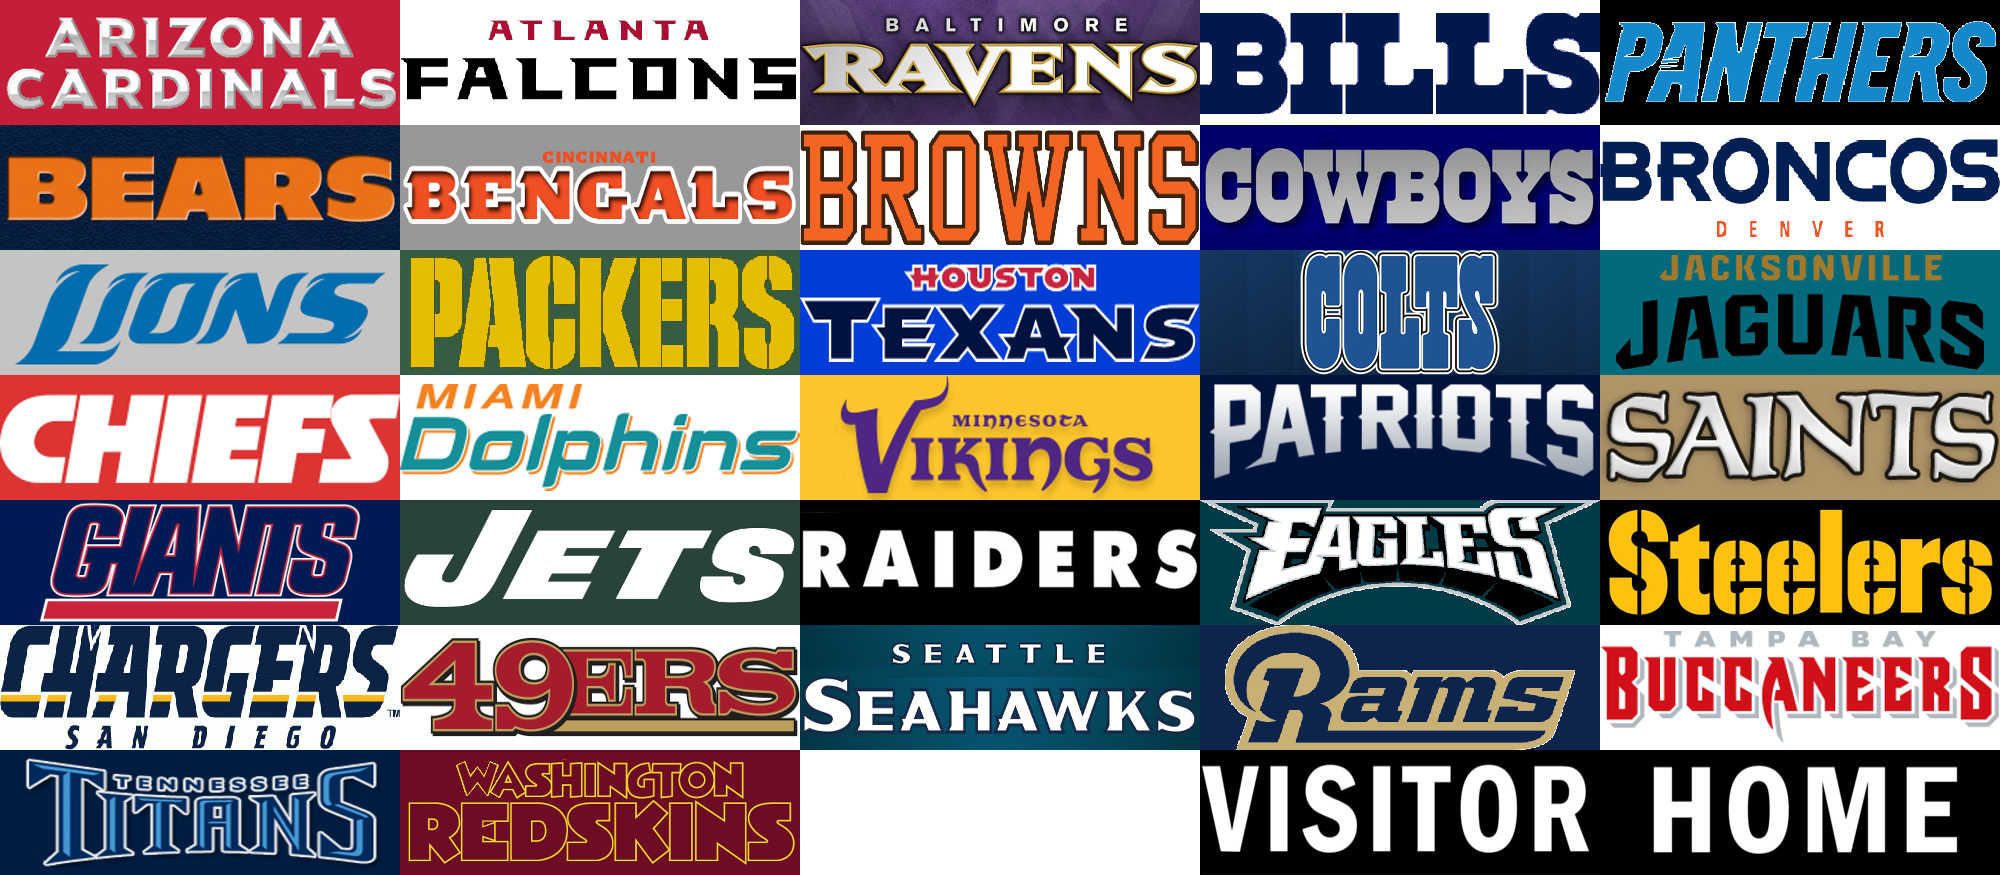 ARIZONA
CARDINALS
ATLANTA
FALCONS
BALTIMORE
RAVENS
BILLS
PANTHERS
BEARS
CINCINNATI
BENGALS
BROWNS
COWBOYS
BRONCOS
DENVER
LIONS
PACKERS
HOUSTON
TEXANS
COLTS
JACKSONVILLE
JAGUARS
CHIEFS
MIAMI
Dolphins
MINNESOTA
VIKINGS
PATRIOTS
SAINTS
GIANTS
JETS
RAIDERS
EAGLES
Steelers
CHARGERS TM
SAN DIEGO
49ERS
SEATTLE
SEAHAWKS
Rams
TAMPA BAY
BUCCANEERS
TENNESSEE
TITANS
WASHINGTON
REDSKINS
VISITOR
HOME